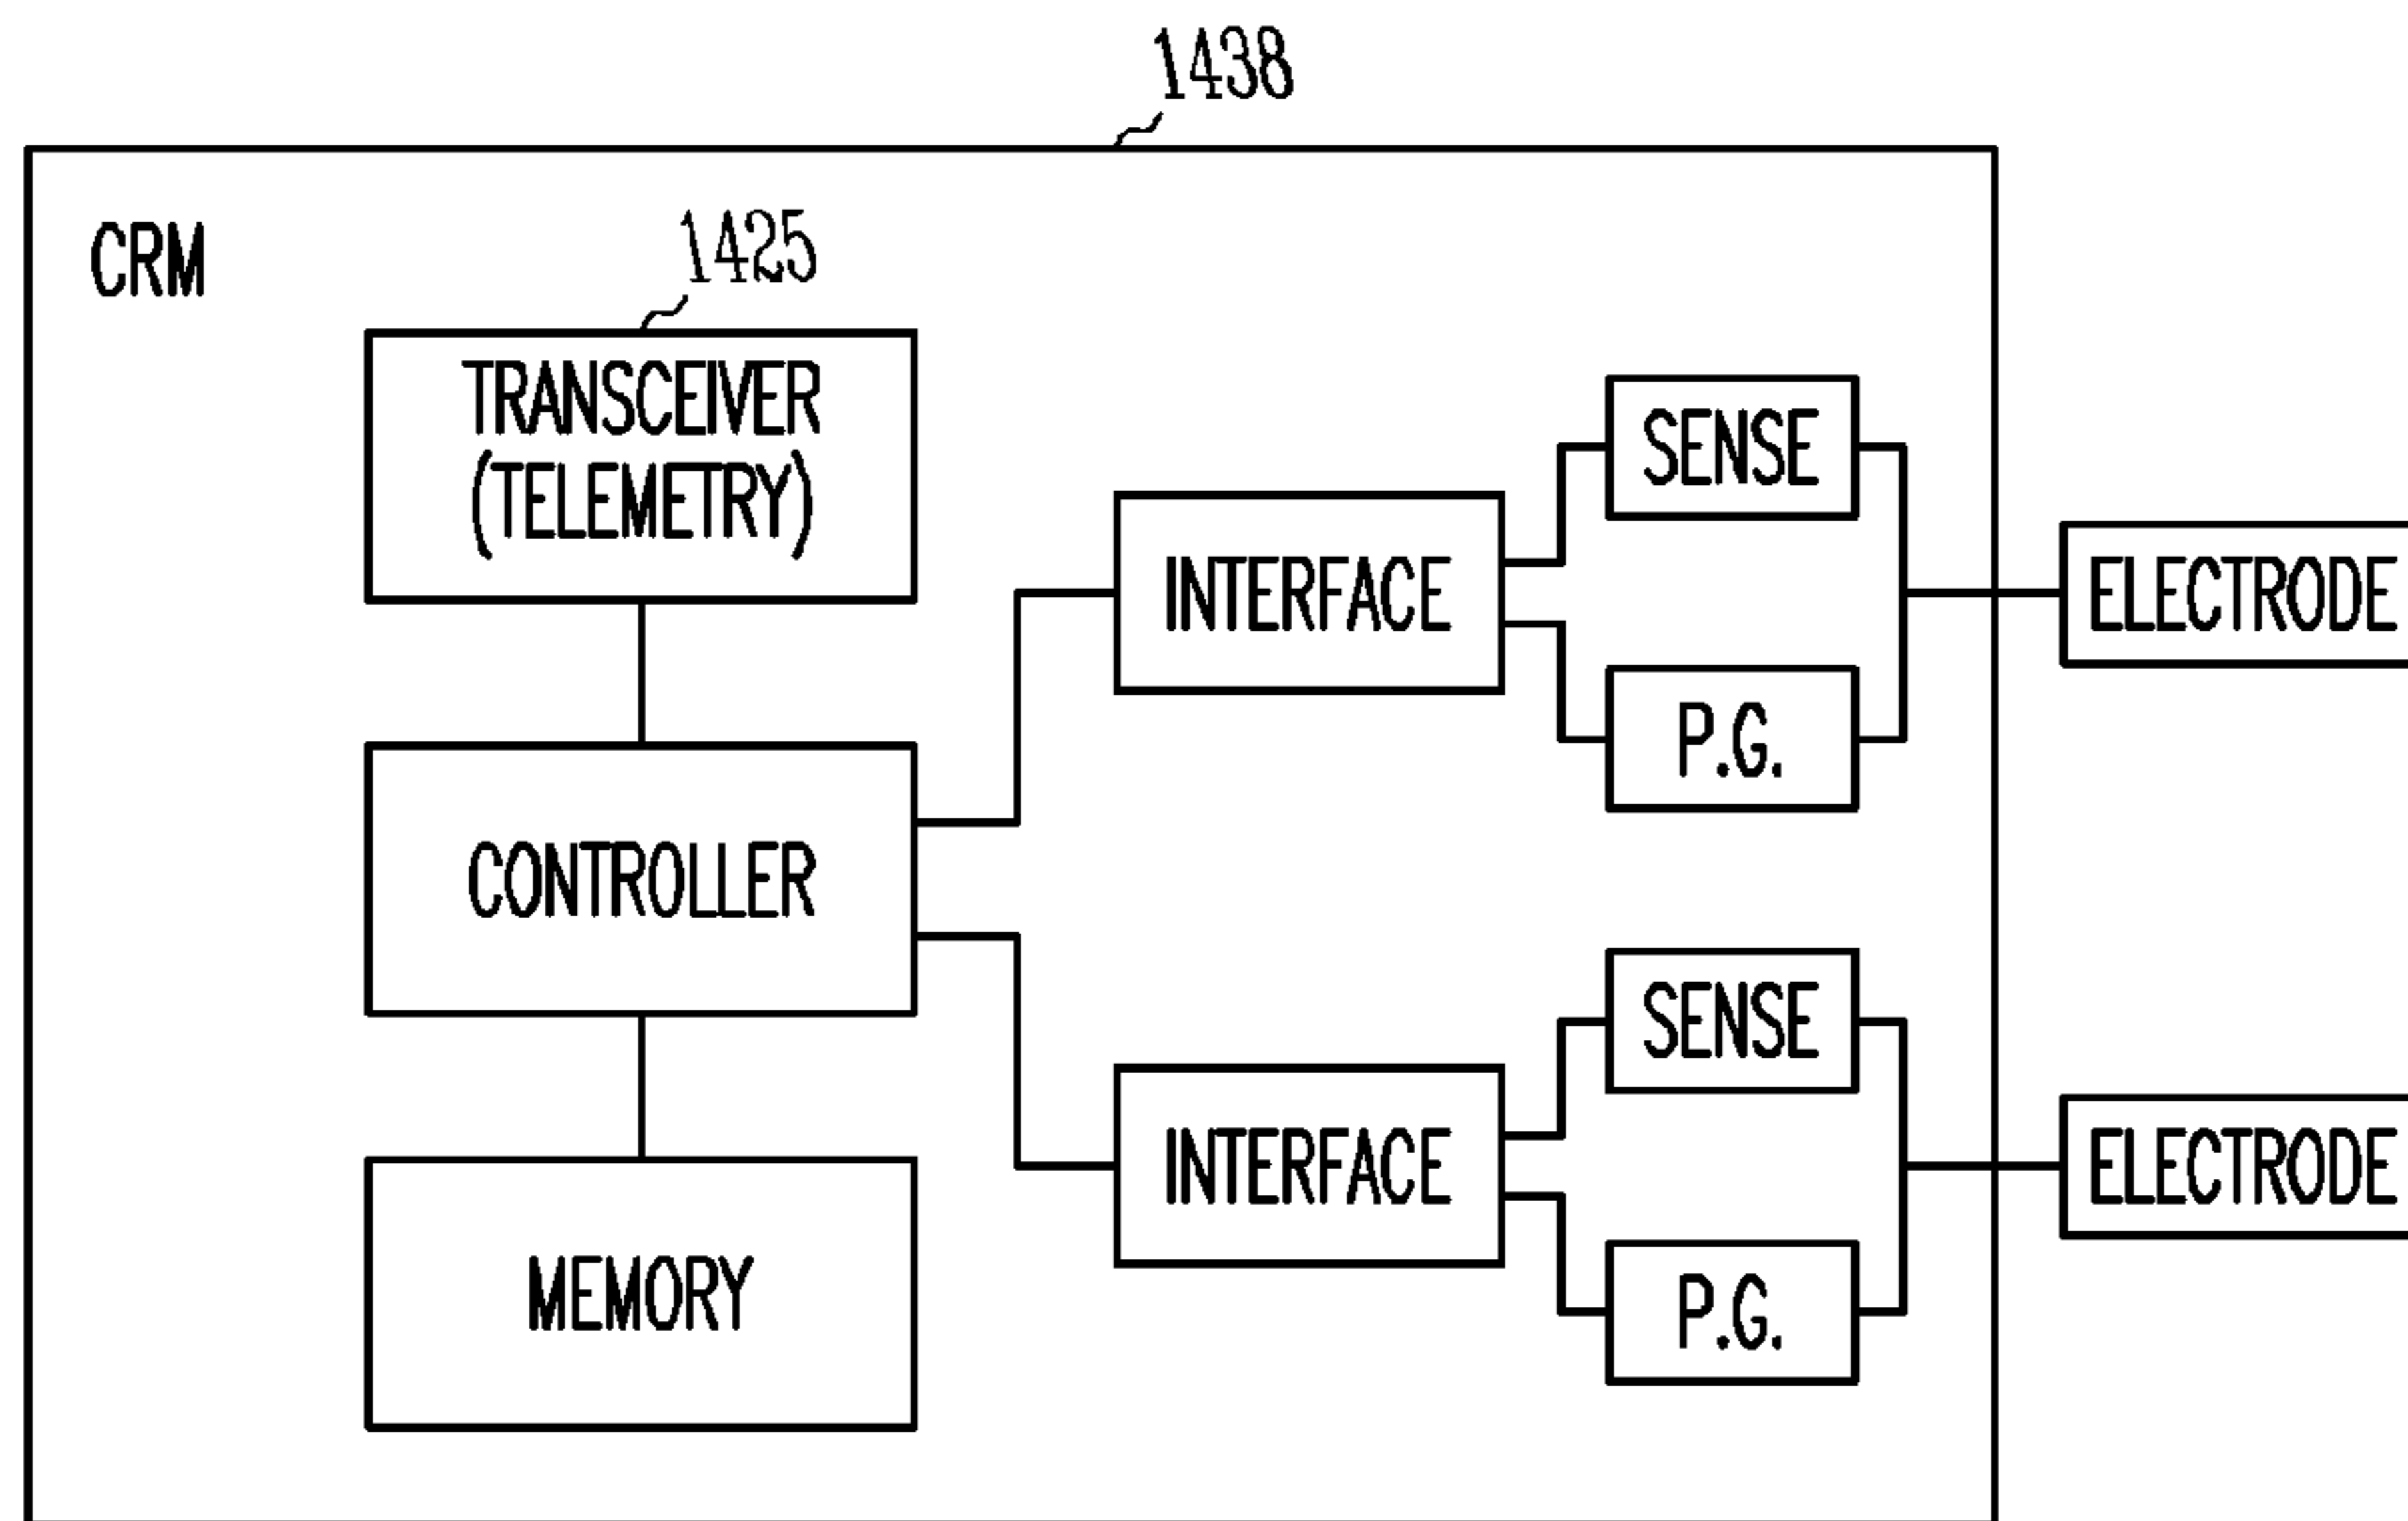 1438
CRM
1425
TRANSCEIVER
(TELEMETRY)
SENSE
INTERFACE
ELECTRODE
P.G.
CONTROLLER
SENSE
INTERFACE
ELECTRODE
P.G.
MEMORY